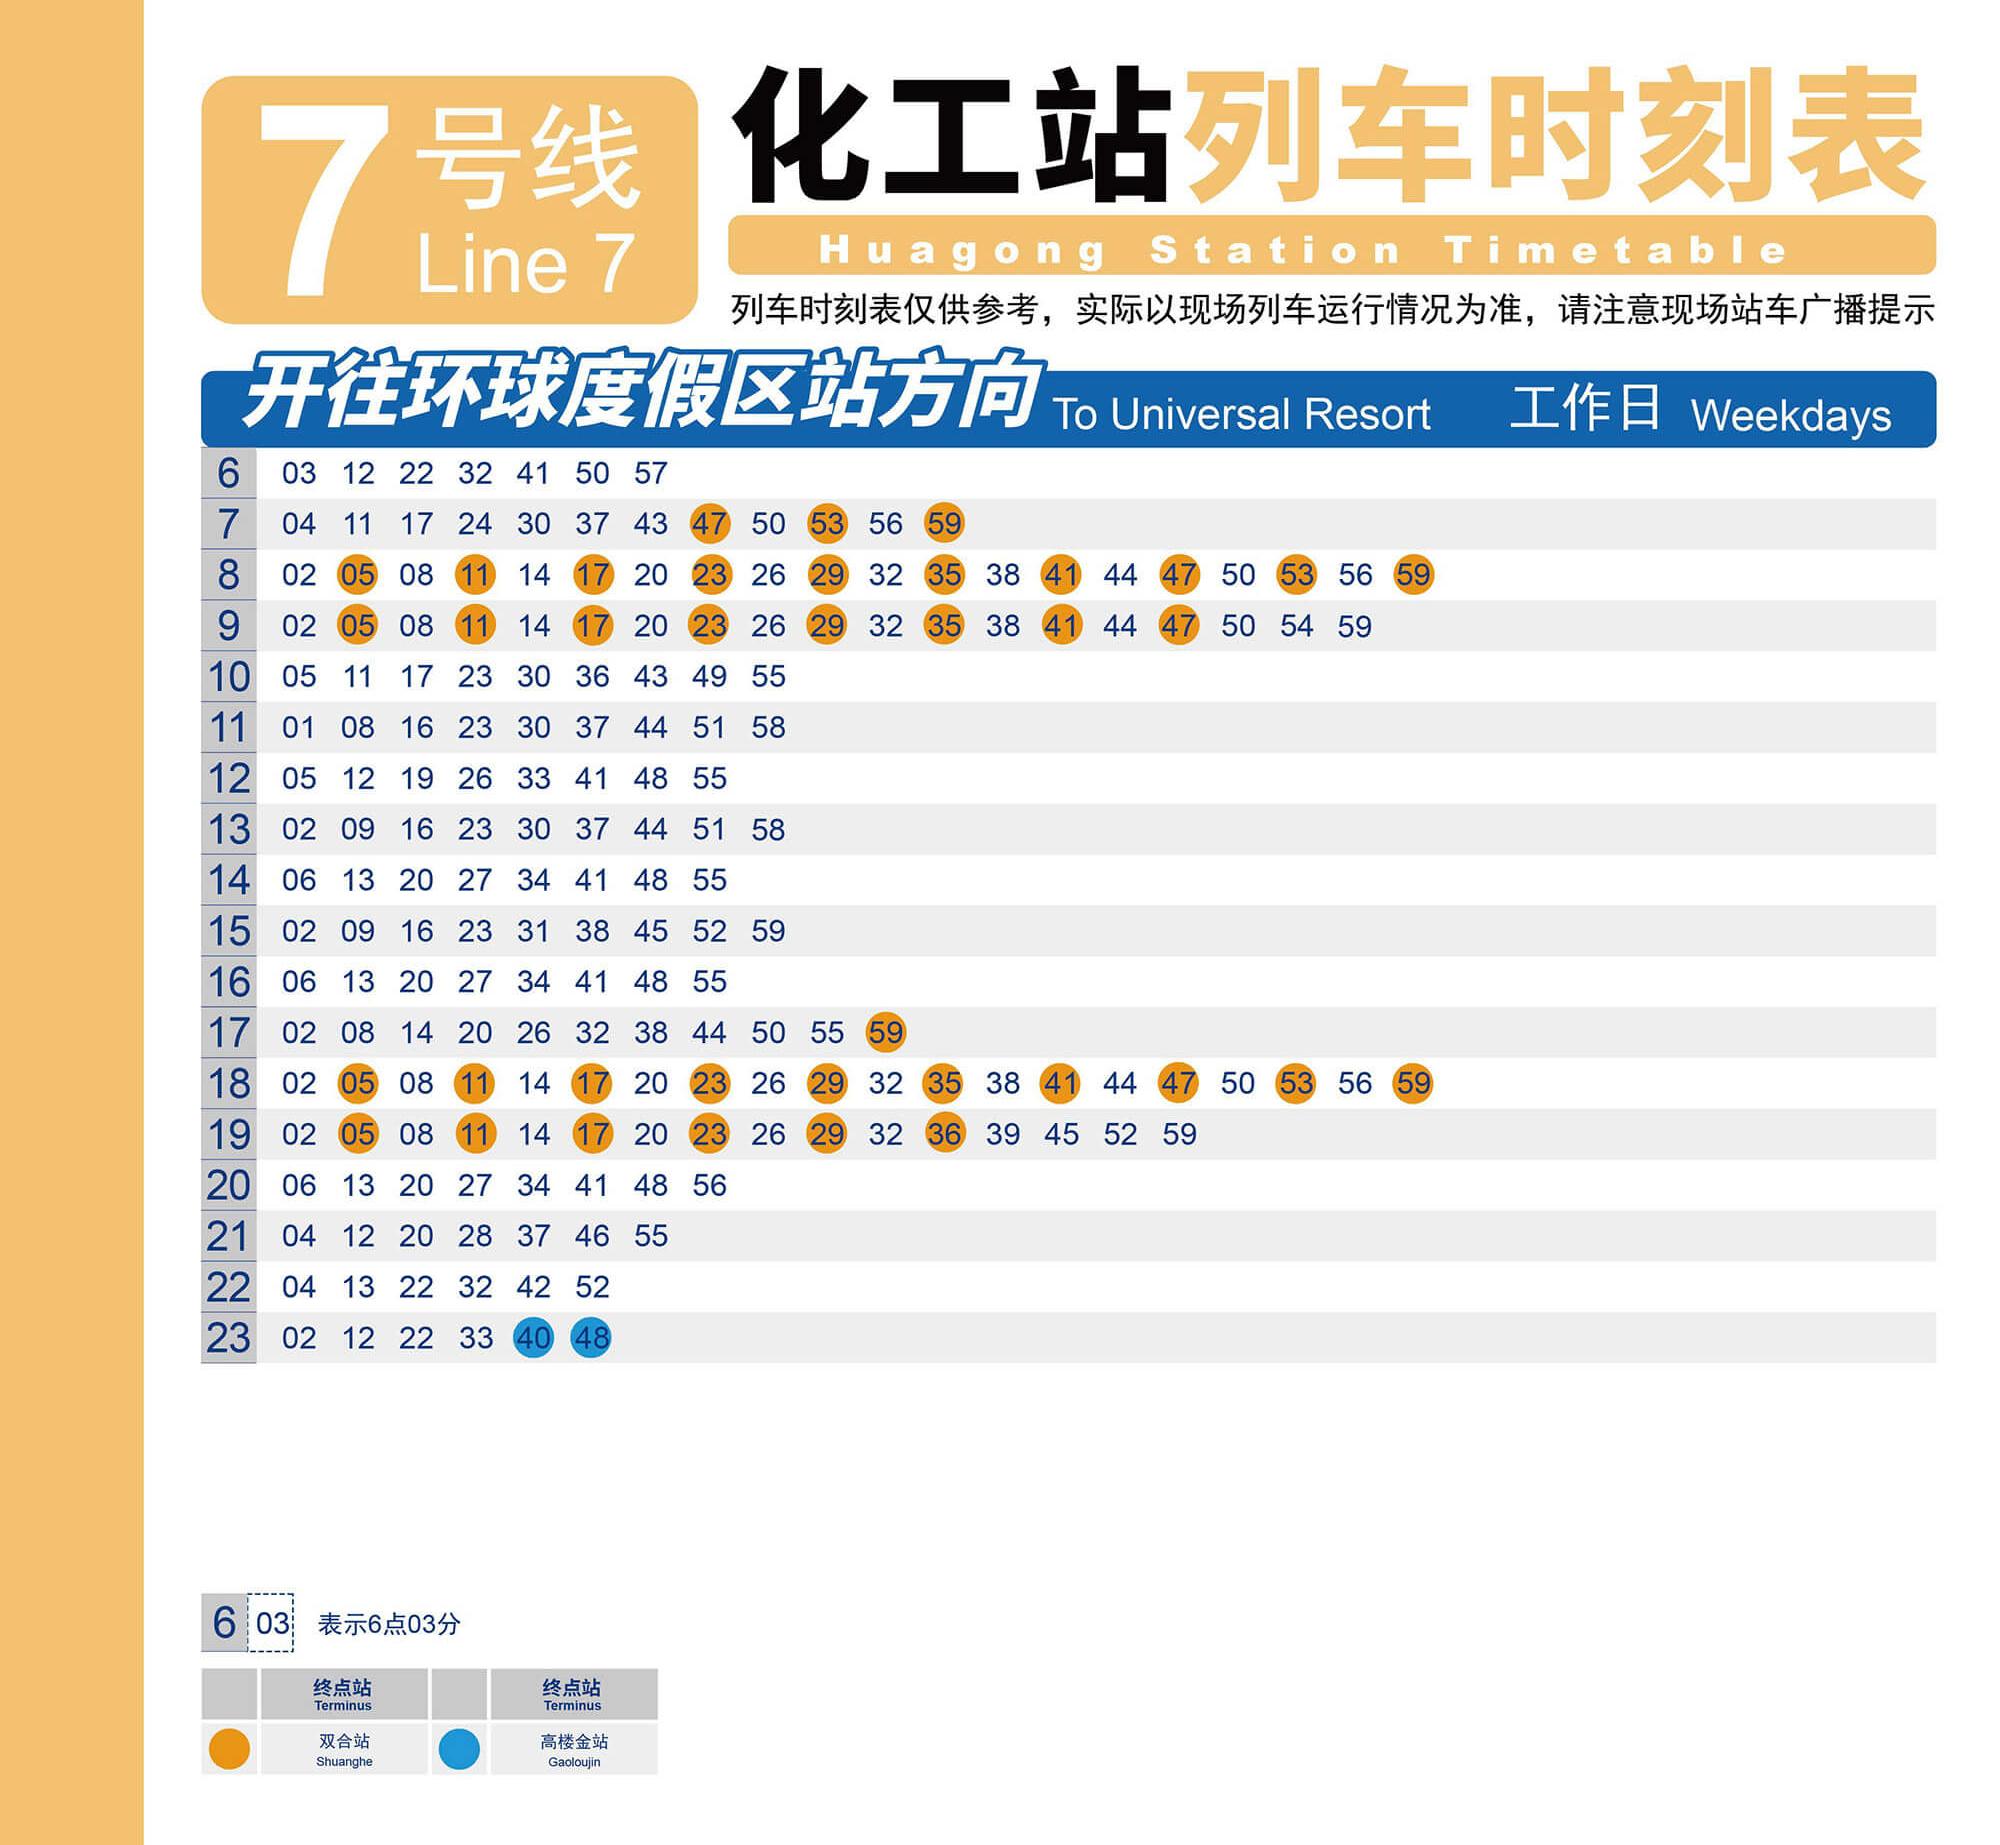 7号线
Line 7
化工站列车时刻表
Huagong Station Timetable
列车时刻表仅供参考，实际以现场列车运行情况为准，请注意现场站车广播提示
开往环球度假区站方向 To Universal Resort 工作日 Weekdays
6 03 12 22 32 41 50 57
7 04 11 17 24 30 37 43 47 50 53 56 59
8 02 05 08 11 14 17 20 23 26 29 32 35 38 41 44 47 50 53 56 59
9 02 05 08 11 14 17 20 23 26 29 32 35 38 41 44 47 50 54 59
10 05 11 17 23 30 36 43 49 55
11 01 08 16 23 30 37 44 51 58
12 05 12 19 26 33 41 48 55
13 02 09 16 23 30 37 44 51 58
14 06 13 20 27 34 41 48 55
15 02 09 16 23 31 38 45 52 59
16 06 13 20 27 34 41 48 55
17 02 08 14 20 26 32 38 44 50 55 59
18 02 05 08 11 14 17 20 23 26 29 32 35 38 41 44 47 50 53 56 59
19 02 05 08 11 14 17 20 23 26 29 32 36 39 45 52 59
20 06 13 20 27 34 41 48 56
21 04 12 20 28 37 46 55
22 04 13 22 32 42 52
23 02 12 22 33 40 48
6 03 表示6点03分
终点站 终点站
Terminus Terminus
双合站 高楼金站
Shuanghe Gaoloujin